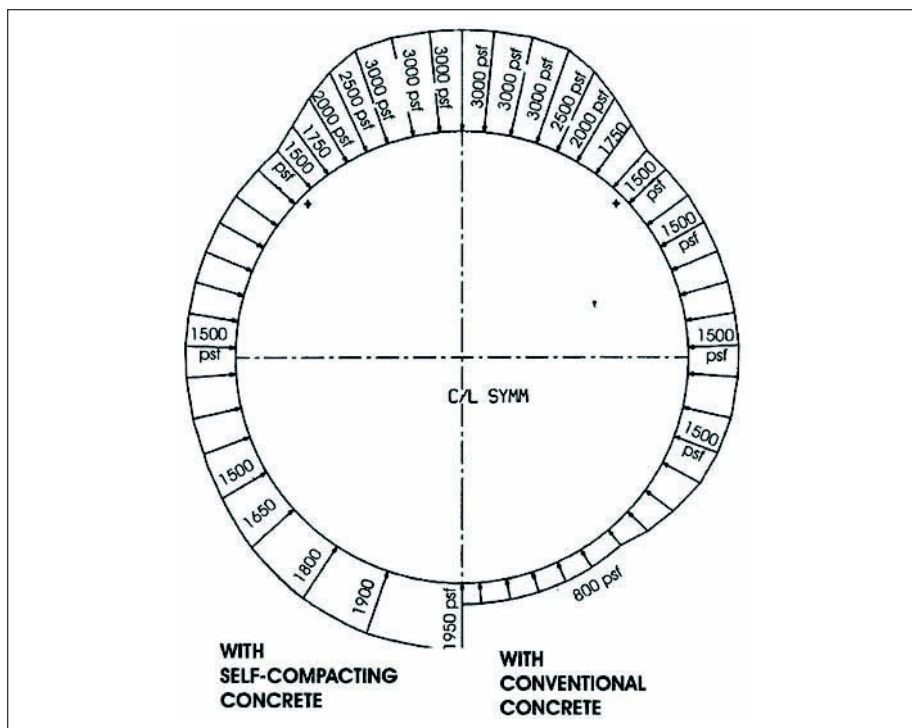 3000 psf
3000 psf
3000 psf
2500 psf
2000 psf
1750
1500
psf
3000 psf
3000 psf
3000 psf
2500 psf
2000 psf
1750
1500
psf
1500
psf
1500
psf
1500
psf
C/L SYMM
1500
psf
1500
1650
1800
1900
1950 psf
800 psf
WITH
SELF-COMPACTING
CONCRETE
WITH
CONVENTIONAL
CONCRETE